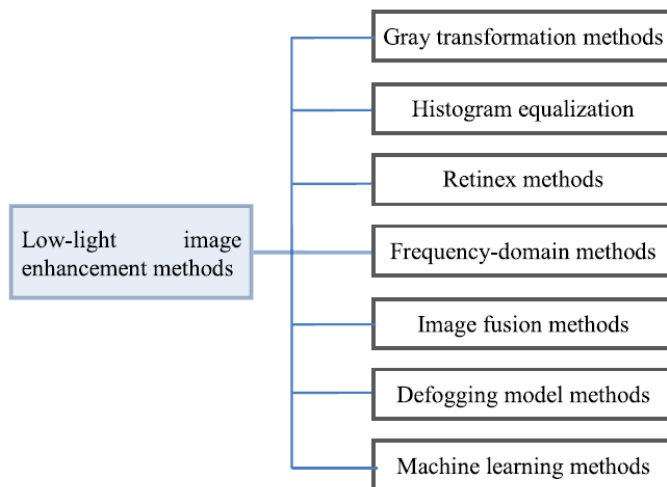 Gray transformation methods
Histogram equalization
Retinex methods
Low-light image
enhancement methods
Frequency-domain methods
Image fusion methods
Defogging model methods
Machine learning methods